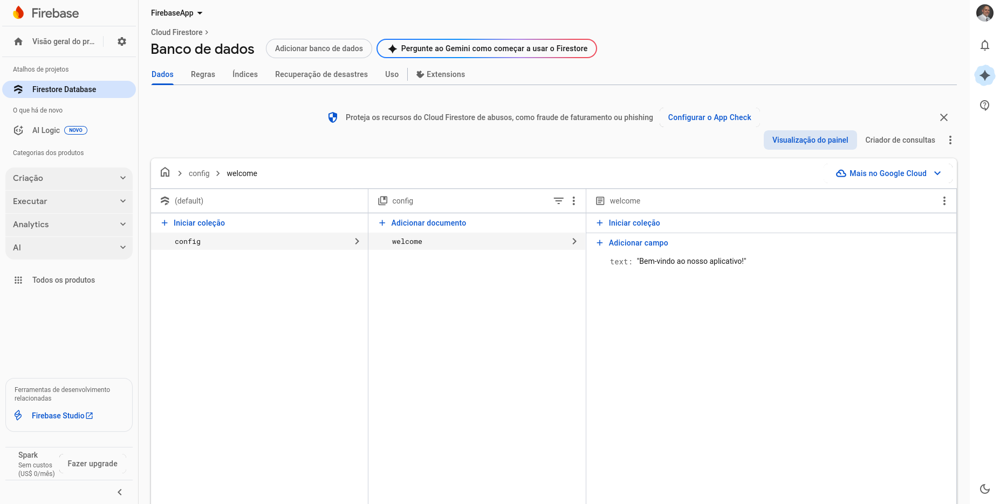 Firebase
Visão geral do pr...
Atalhos de projetos
Firestore Database
O que há de novo
AI Logic NOVO
Categorias dos produtos
Criação
Executar
Analytics
AI
Todos os produtos
Ferramentas de desenvolvimento
relacionadas
Firebase Studio
Spark
Sem custos
(US$ 0/mês)
Fazer upgrade
FirebaseApp
Cloud Firestore
Banco de dados
Adicionar banco de dados
Pergunte ao Gemini como começar a usar o Firestore
Dados Regras Índices Recuperação de desastres Uso Extensions
Proteja os recursos do Cloud Firestore de abusos, como fraude de faturamento ou phishing Configurar o App Check
Visualização do painel Criador de consultas
config welcome
Mais no Google Cloud
(default)
Iniciar coleção
config
config
Adicionar documento
welcome
welcome
Iniciar coleção
Adicionar campo
text: "Bem-vindo ao nosso aplicativo!"